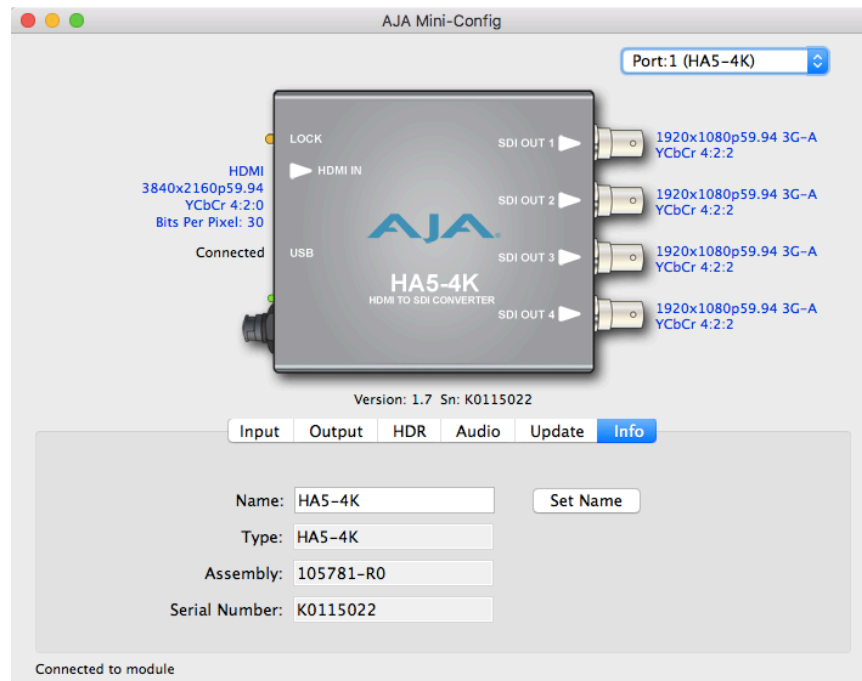 AJA Mini-Config
Port:1 (HA5-4K)
LOCK
HDMI IN
HDMI
3840x2160p59.94
YCbCr 4:2:0
Bits Per Pixel: 30
Connected
USB
AJA
HA5-4K
HDMI TO SDI CONVERTER
SDI OUT 1
1920x1080p59.94 3G-A
YCbCr 4:2:2
SDI OUT 2
1920x1080p59.94 3G-A
YCbCr 4:2:2
SDI OUT 3
1920x1080p59.94 3G-A
YCbCr 4:2:2
SDI OUT 4
1920x1080p59.94 3G-A
YCbCr 4:2:2
Version: 1.7 Sn: K0115022
Input Output HDR Audio Update Info
Name: HA5-4K Set Name
Type: HA5-4K
Assembly: 105781-R0
Serial Number: K0115022
Connected to module